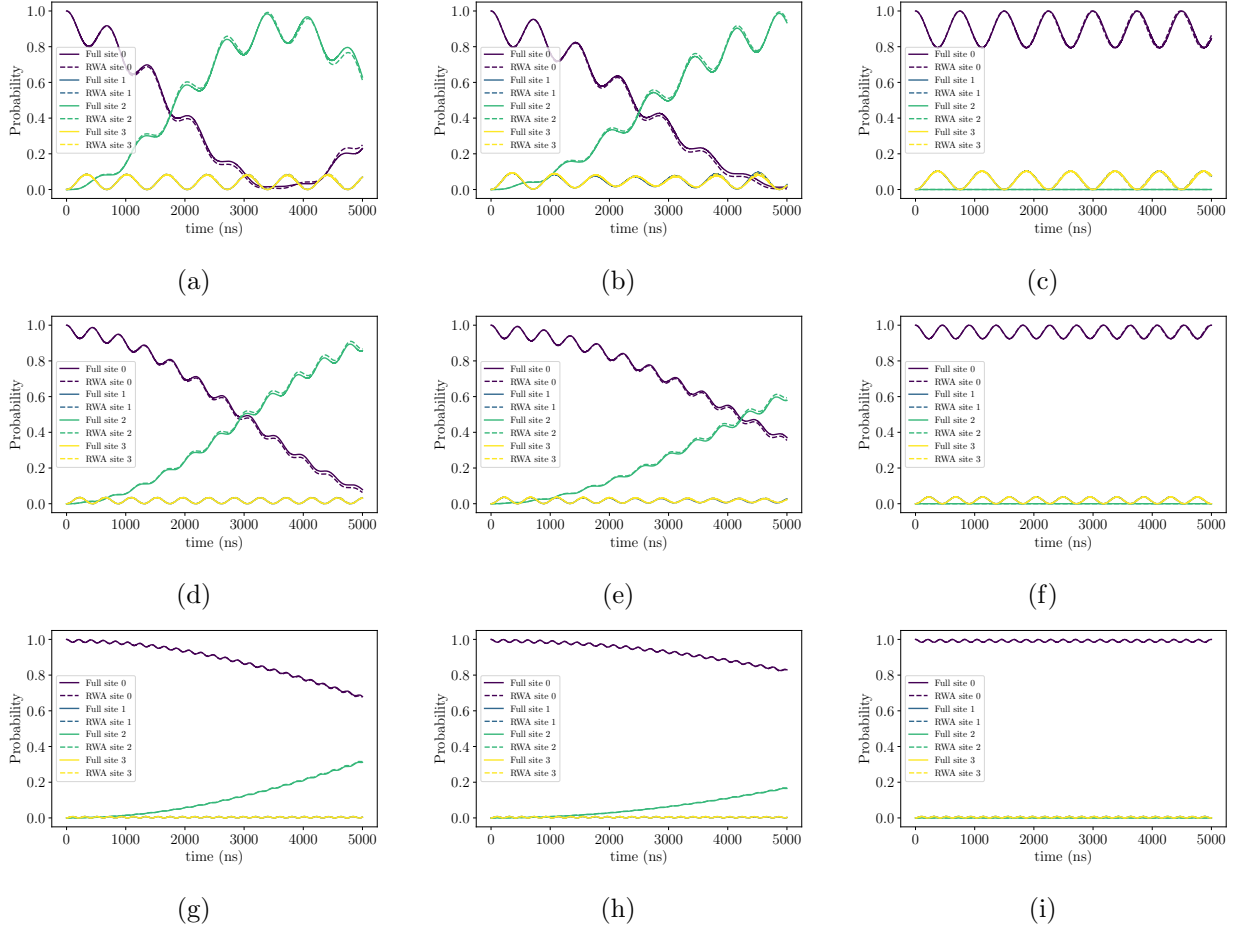 1.0
0.8
0.6
0.4
0.2
0.0
Probability
Full site 0
RWA site 0
Full site 1
RWA site 1
Full site 2
RWA site 2
Full site 3
RWA site 3
0 1000 2000 3000 4000 5000
time (ns)
(a)
1.0
0.8
0.6
0.4
0.2
0.0
Probability
Full site 0
RWA site 0
Full site 1
RWA site 1
Full site 2
RWA site 2
Full site 3
RWA site 3
0 1000 2000 3000 4000 5000
time (ns)
(b)
1.0
0.8
0.6
0.4
0.2
0.0
Probability
Full site 0
RWA site 0
Full site 1
RWA site 1
Full site 2
RWA site 2
Full site 3
RWA site 3
0 1000 2000 3000 4000 5000
time (ns)
(c)
1.0
0.8
0.6
0.4
0.2
0.0
Probability
Full site 0
RWA site 0
Full site 1
RWA site 1
Full site 2
RWA site 2
Full site 3
RWA site 3
0 1000 2000 3000 4000 5000
time (ns)
(d)
1.0
0.8
0.6
0.4
0.2
0.0
Probability
Full site 0
RWA site 0
Full site 1
RWA site 1
Full site 2
RWA site 2
Full site 3
RWA site 3
0 1000 2000 3000 4000 5000
time (ns)
(e)
1.0
0.8
0.6
0.4
0.2
0.0
Probability
Full site 0
RWA site 0
Full site 1
RWA site 1
Full site 2
RWA site 2
Full site 3
RWA site 3
0 1000 2000 3000 4000 5000
time (ns)
(f)
1.0
0.8
0.6
0.4
0.2
0.0
Probability
Full site 0
RWA site 0
Full site 1
RWA site 1
Full site 2
RWA site 2
Full site 3
RWA site 3
0 1000 2000 3000 4000 5000
time (ns)
(g)
1.0
0.8
0.6
0.4
0.2
0.0
Probability
Full site 0
RWA site 0
Full site 1
RWA site 1
Full site 2
RWA site 2
Full site 3
RWA site 3
0 1000 2000 3000 4000 5000
time (ns)
(h)
1.0
0.8
0.6
0.4
0.2
0.0
Probability
Full site 0
RWA site 0
Full site 1
RWA site 1
Full site 2
RWA site 2
Full site 3
RWA site 3
0 1000 2000 3000 4000 5000
time (ns)
(i)